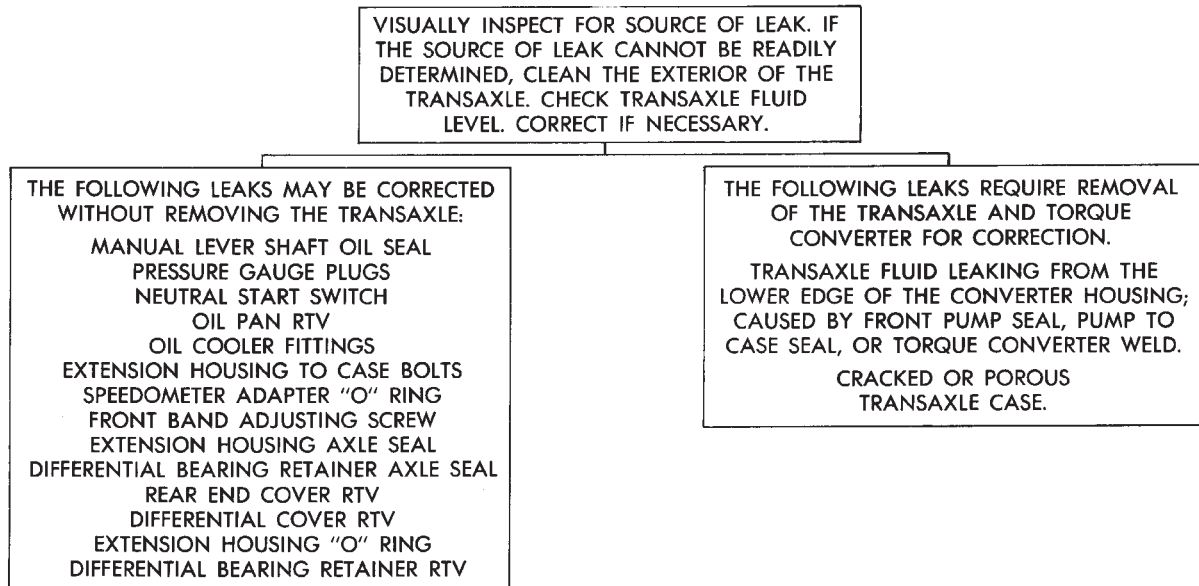 VISUALLY INSPECT FOR SOURCE OF LEAK. IF
THE SOURCE OF LEAK CANNOT BE READILY
DETERMINED, CLEAN THE EXTERIOR OF THE
TRANSAXLE. CHECK TRANSAXLE FLUID
LEVEL. CORRECT IF NECESSARY.
THE FOLLOWING LEAKS MAY BE CORRECTED
WITHOUT REMOVING THE TRANSAXLE:
MANUAL LEVER SHAFT OIL SEAL
PRESSURE GAUGE PLUGS
NEUTRAL START SWITCH
OIL PAN RTV
OIL COOLER FITTINGS
EXTENSION HOUSING TO CASE BOLTS
SPEEDOMETER ADAPTER "O" RING
FRONT BAND ADJUSTING SCREW
EXTENSION HOUSING AXLE SEAL
DIFFERENTIAL BEARING RETAINER AXLE SEAL
REAR END COVER RTV
DIFFERENTIAL COVER RTV
EXTENSION HOUSING "O" RING
DIFFERENTIAL BEARING RETAINER RTV
THE FOLLOWING LEAKS REQUIRE REMOVAL
OF THE TRANSAXLE AND TORQUE
CONVERTER FOR CORRECTION.
TRANSAXLE FLUID LEAKING FROM THE
LOWER EDGE OF THE CONVERTER HOUSING;
CAUSED BY FRONT PUMP SEAL, PUMP TO
CASE SEAL, OR TORQUE CONVERTER WELD.
CRACKED OR POROUS
TRANSAXLE CASE.